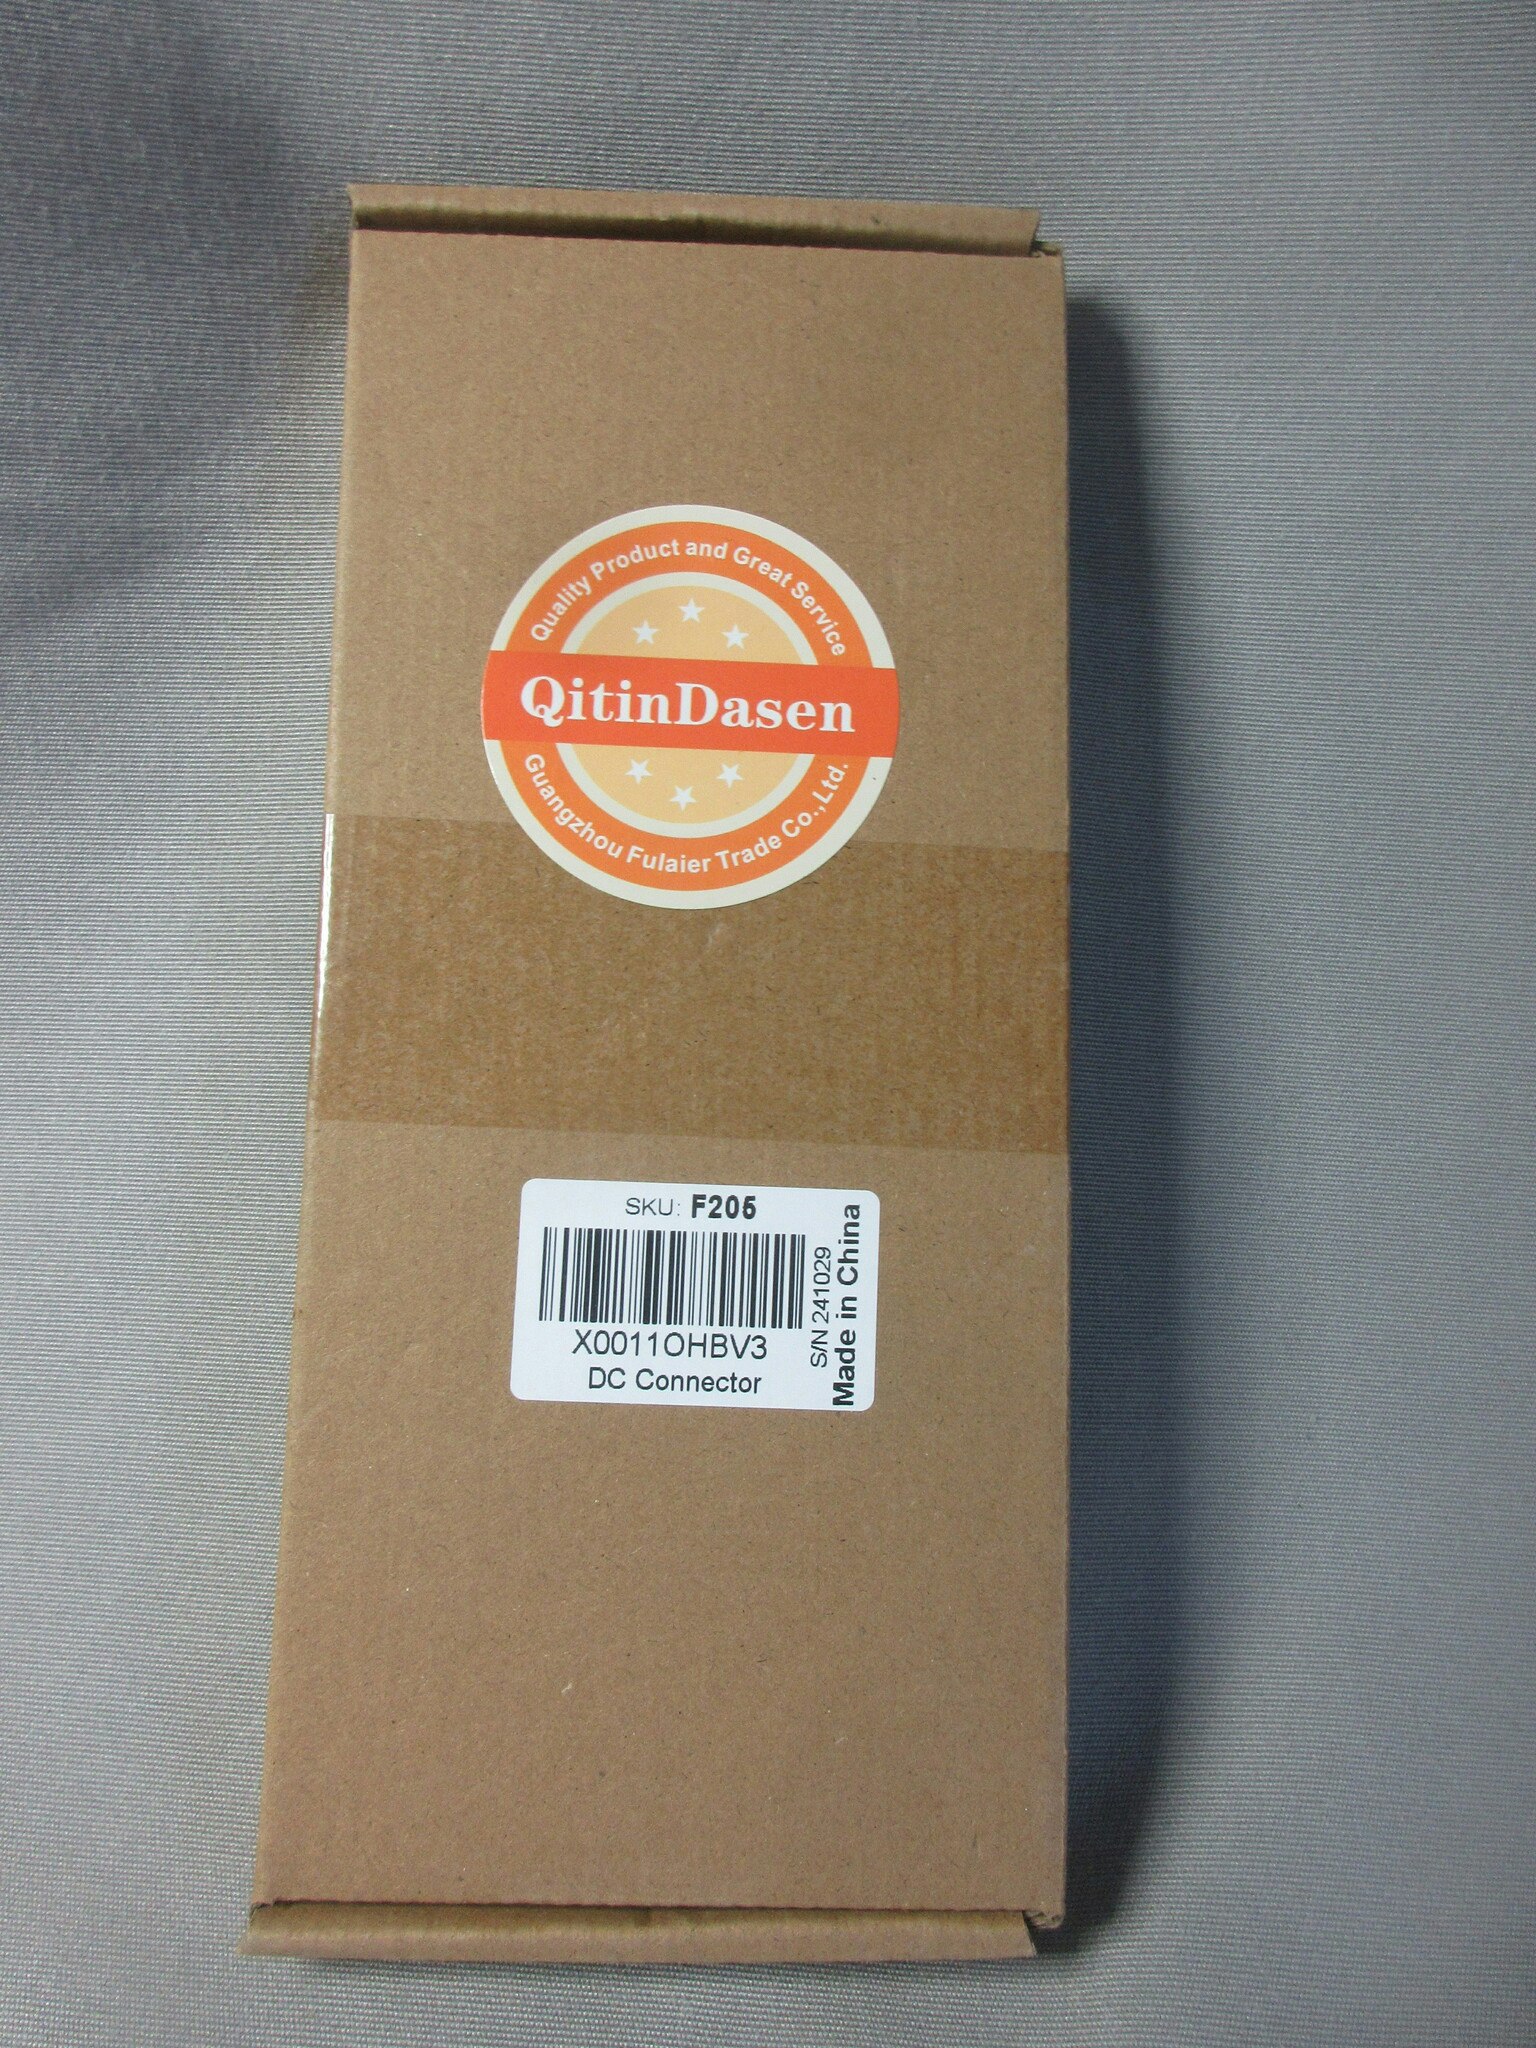 Quality Product and Great Service
QitinDasen
Guangzhou Fulaier Trade Co.,Ltd.
SKU: F205
X0011OHBV3
DC Connector
S/N 241029
Made in China